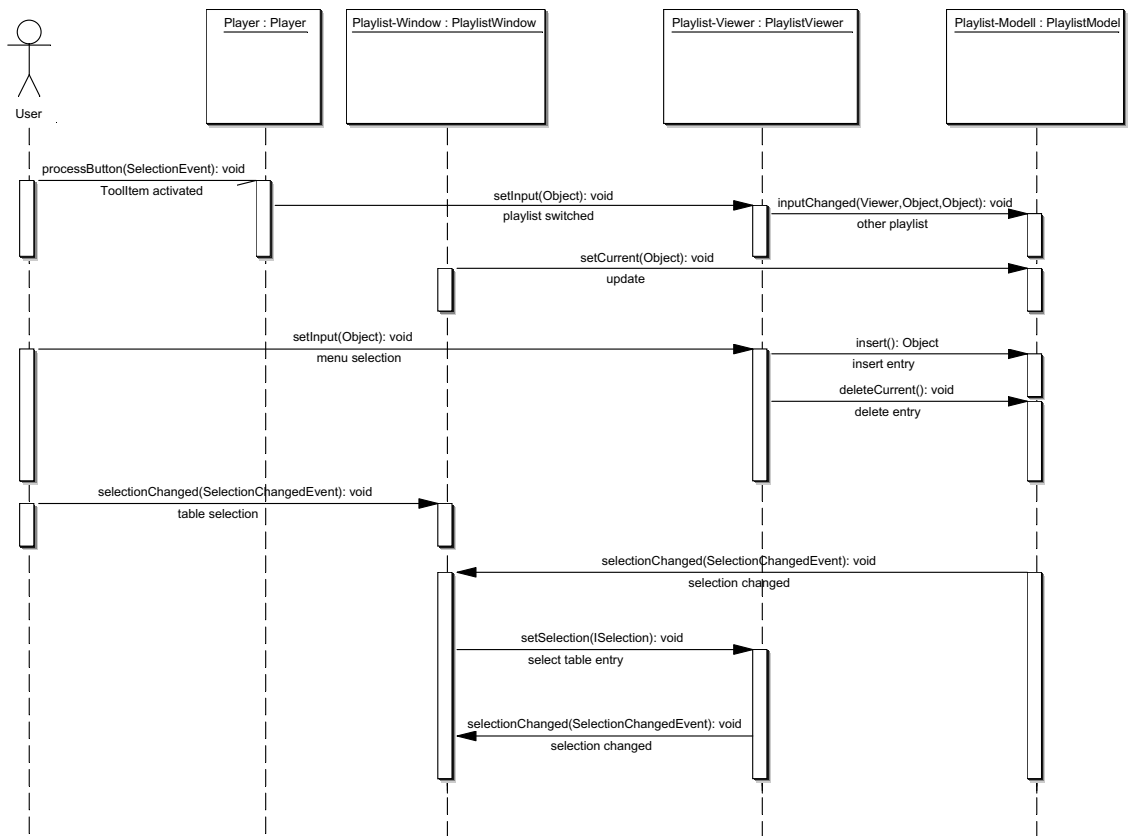 Player : Player
Playlist-Window : PlaylistWindow
Playlist-Viewer : PlaylistViewer
Playlist-Modell : PlaylistModel
User
processButton(SelectionEvent): void
ToolItem activated
setInput(Object): void
playlist switched
inputChanged(Viewer,Object,Object): void
other playlist
setCurrent(Object): void
update
setInput(Object): void
menu selection
insert(): Object
insert entry
deleteCurrent(): void
delete entry
selectionChanged(SelectionChangedEvent): void
table selection
selectionChanged(SelectionChangedEvent): void
selection changed
setSelection(ISelection): void
select table entry
selectionChanged(SelectionChangedEvent): void
selection changed